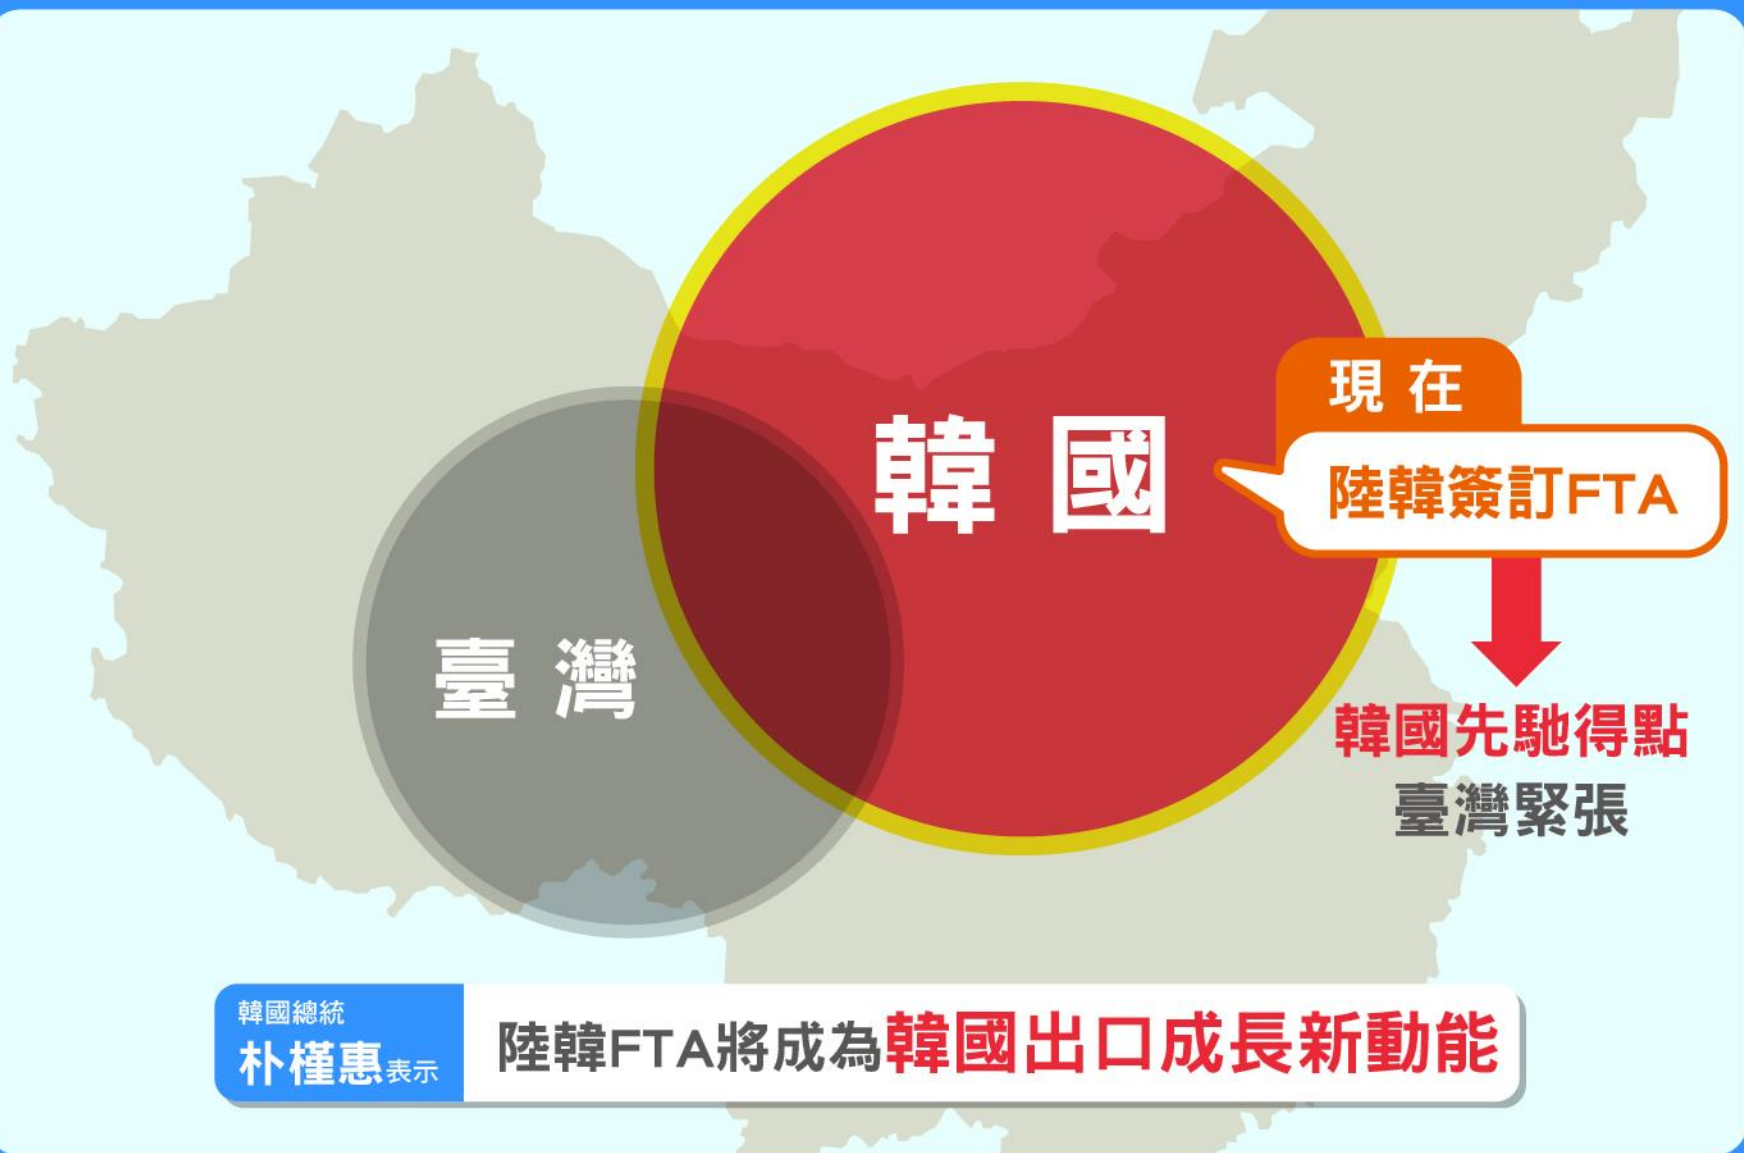 韓國
現在
陸韓簽訂FTA
臺灣
韓國先馳得點
臺灣緊張
韓國總統
朴槿惠表示
陸韓FTA將成為韓國出口成長新動能